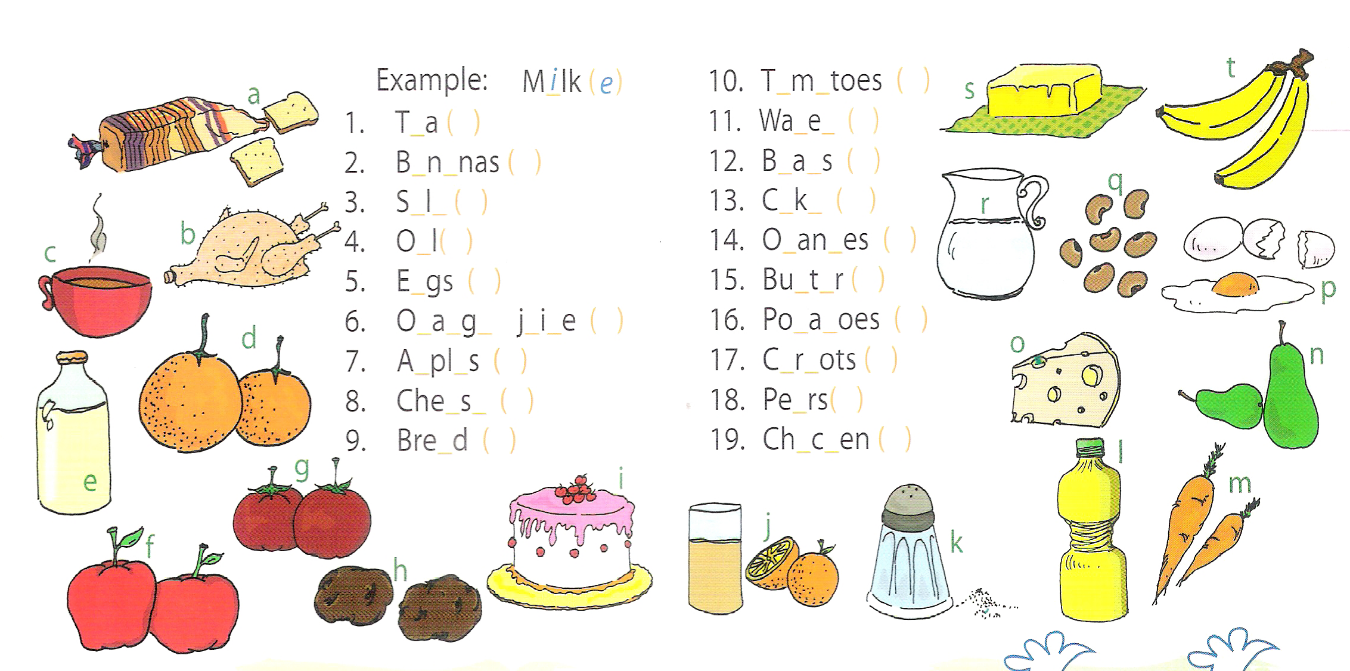 Example: Milk (e)
1. T_a ( )
2. B_n_nas ( )
3. S_l_ ( )
4. O_l( )
5. E_gs ( )
6. O_a_g_ j_i_e ( )
7. A_pl_s ( )
8. Che_s_ ( )
9. Bre_d ( )
10. T_m_toes ( )
11. Wa_e_ ( )
12. B_a_s ( )
13. C_k_ ( )
14. O_an_es ( )
15. Bu_t_r ( )
16. Po_a_oes ( )
17. C_r_ots ( )
18. Pe_rs( )
19. Ch_c_en ( )
a
b
c
d
e
f
g
h
i
j
k
l
m
n
o
p
q
r
s
t